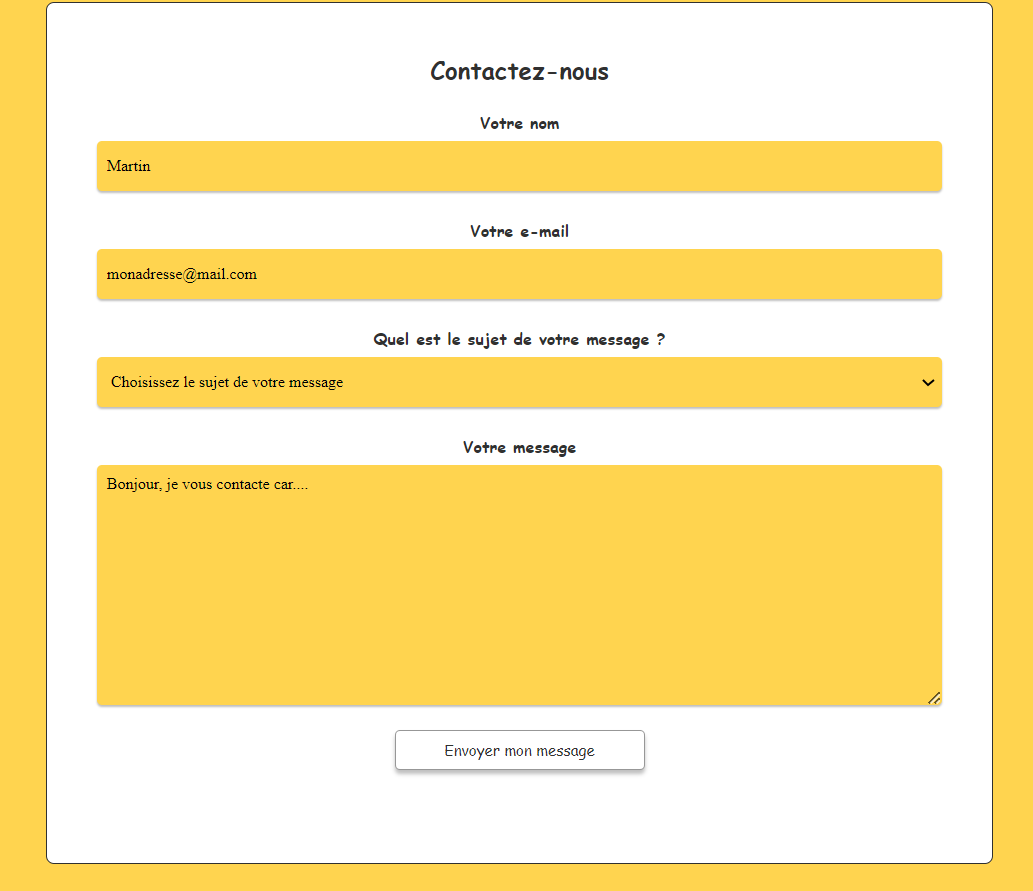 Contactez-nous
Votre nom
Martin
Votre e-mail
monadresse@mail.com
Quel est le sujet de votre message ?
Choisissez le sujet de votre message
Votre message
Bonjour, je vous contacte car....
Envoyer mon message